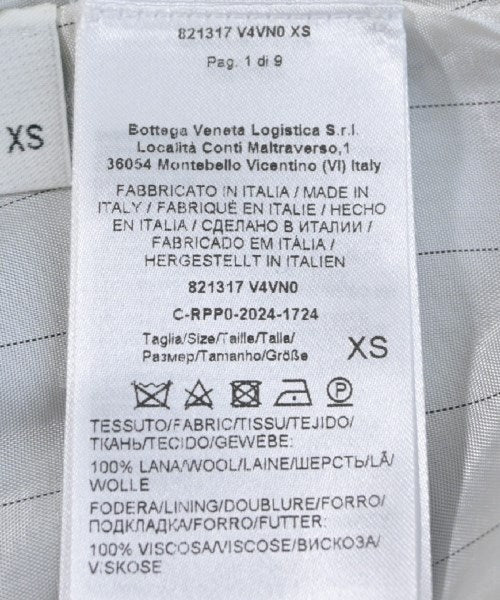 821317 V4VN0 XS
Pag. 1 di 9
XS
Bottega Veneta Logistica S.r.l.
Località Conti Maltraverso,1
36054 Montebello Vicentino (VI) Italy
FABBRICATO IN ITALIA / MADE IN
ITALY / FABRIQUÉ EN ITALIE / HECHO
EN ITALIA / СДЕЛАНО В ИТАЛИИ /
FABRICADO EM ITÀLIA /
HERGESTELLT IN ITALIEN
821317 V4VN0
C-RPP0-2024-1724
Taglia/Size/Taille/Talla/
Размер/Tamanho/Größe
XS
P
TESSUTO/FABRIC/TISSU/TEJIDO/
ТКАНЬ/TECIDO/GEWEBE:
100% LANA/WOOL/LAINE/ШЕРСТЬ/LÃ/
WOLLE
FODERA/LINING/DOUBLURE/FORRO/
ПОДКЛАДКА/FORRO/FUTTER:
100% VISCOSA/VISCOSE/ВИСКОЗА/
VISKOSE